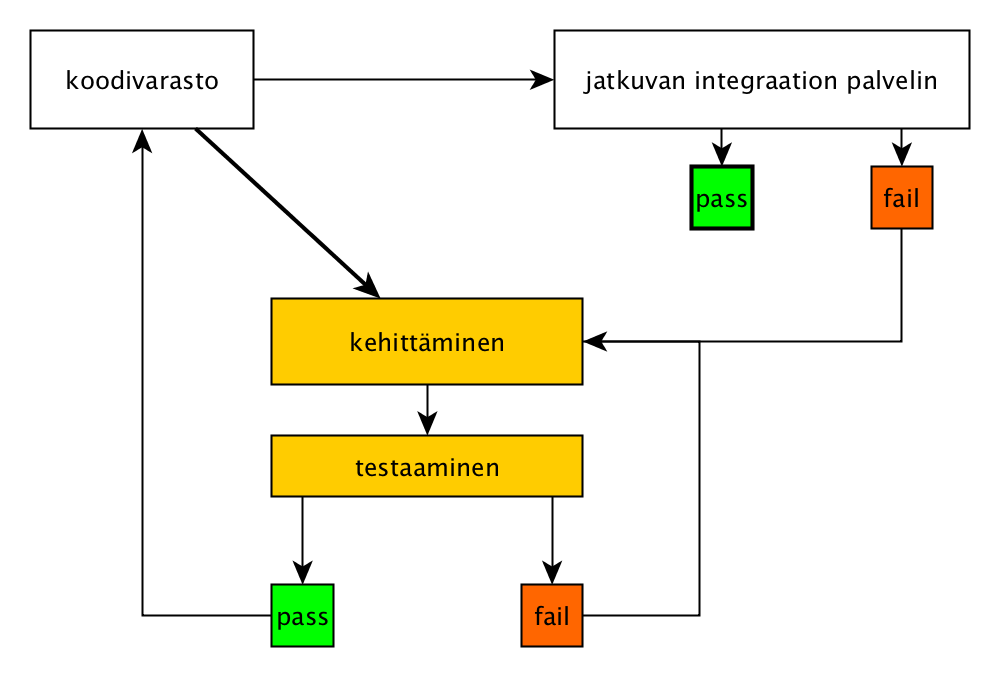 koodivarasto
jatkuvan integraation palvelin
pass
fail
kehittäminen
testaaminen
pass
fail